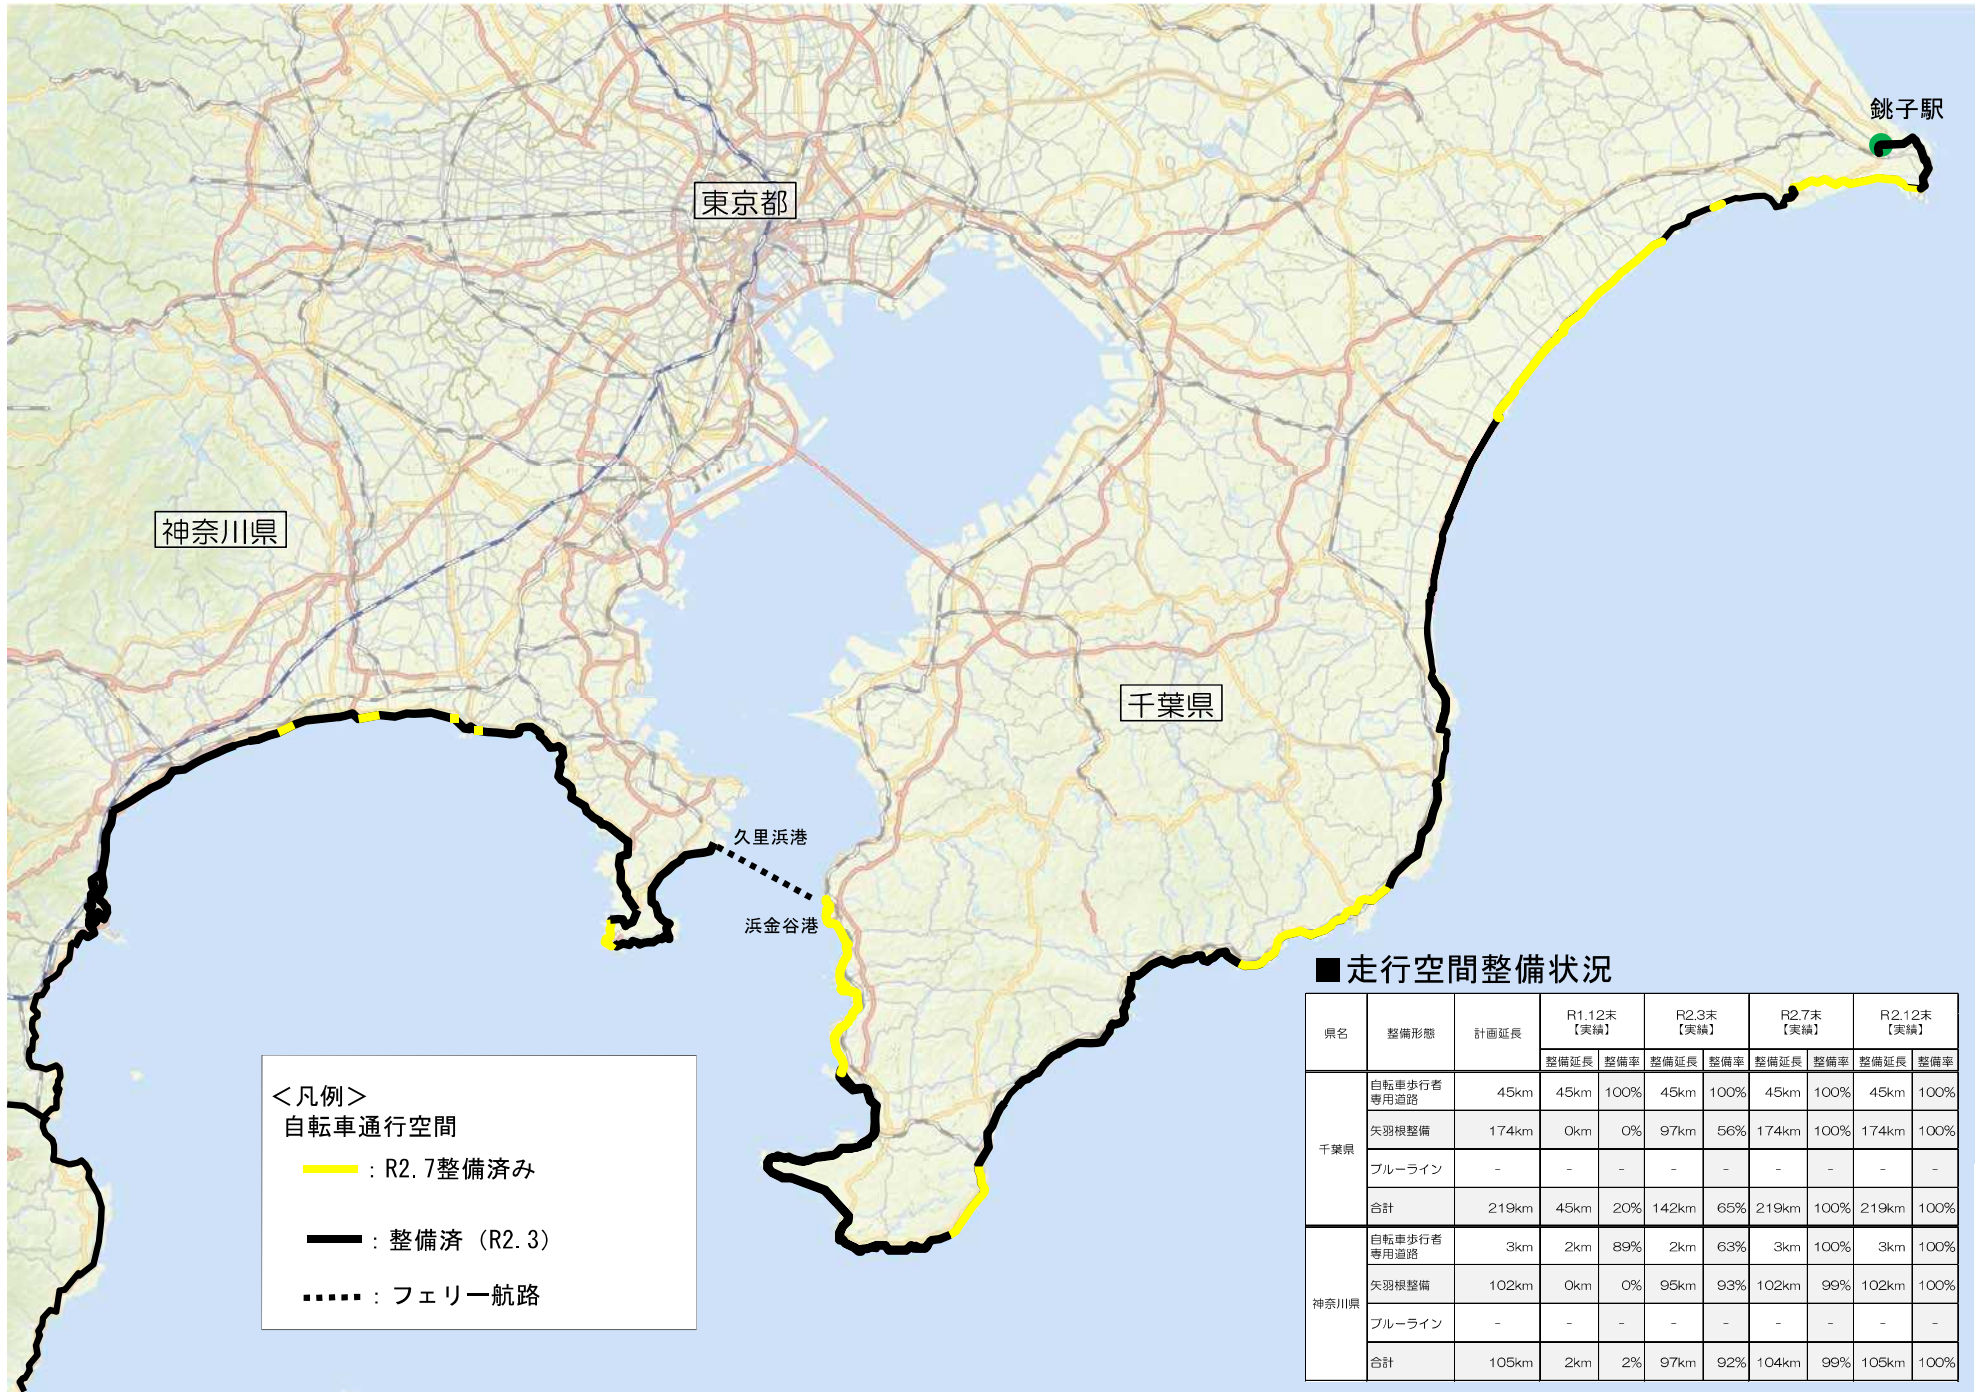 銚子駅
東京都
神奈川県
千葉県
久里浜港
浜金谷港
＜凡例＞
自転車通行空間
：R2.7整備済み
：整備済（R2.3）
：フェリー航路
■走行空間整備状況
県名 整備形態 計画延長 R1.12末【実績】 R2.3末【実績】 R2.7末【実績】 R2.12末【実績】
整備延長 整備率 整備延長 整備率 整備延長 整備率 整備延長 整備率
千葉県
自転車歩行者専用道路 45km 45km 100% 45km 100% 45km 100% 45km 100%
矢羽根整備 174km 0km 0% 97km 56% 174km 100% 174km 100%
ブルーライン - - - - - - - - -
合計 219km 45km 20% 142km 65% 219km 100% 219km 100%
神奈川県
自転車歩行者専用道路 3km 2km 89% 2km 63% 3km 100% 3km 100%
矢羽根整備 102km 0km 0% 95km 93% 102km 99% 102km 100%
ブルーライン - - - - - - - - -
合計 105km 2km 2% 97km 92% 104km 99% 105km 100%